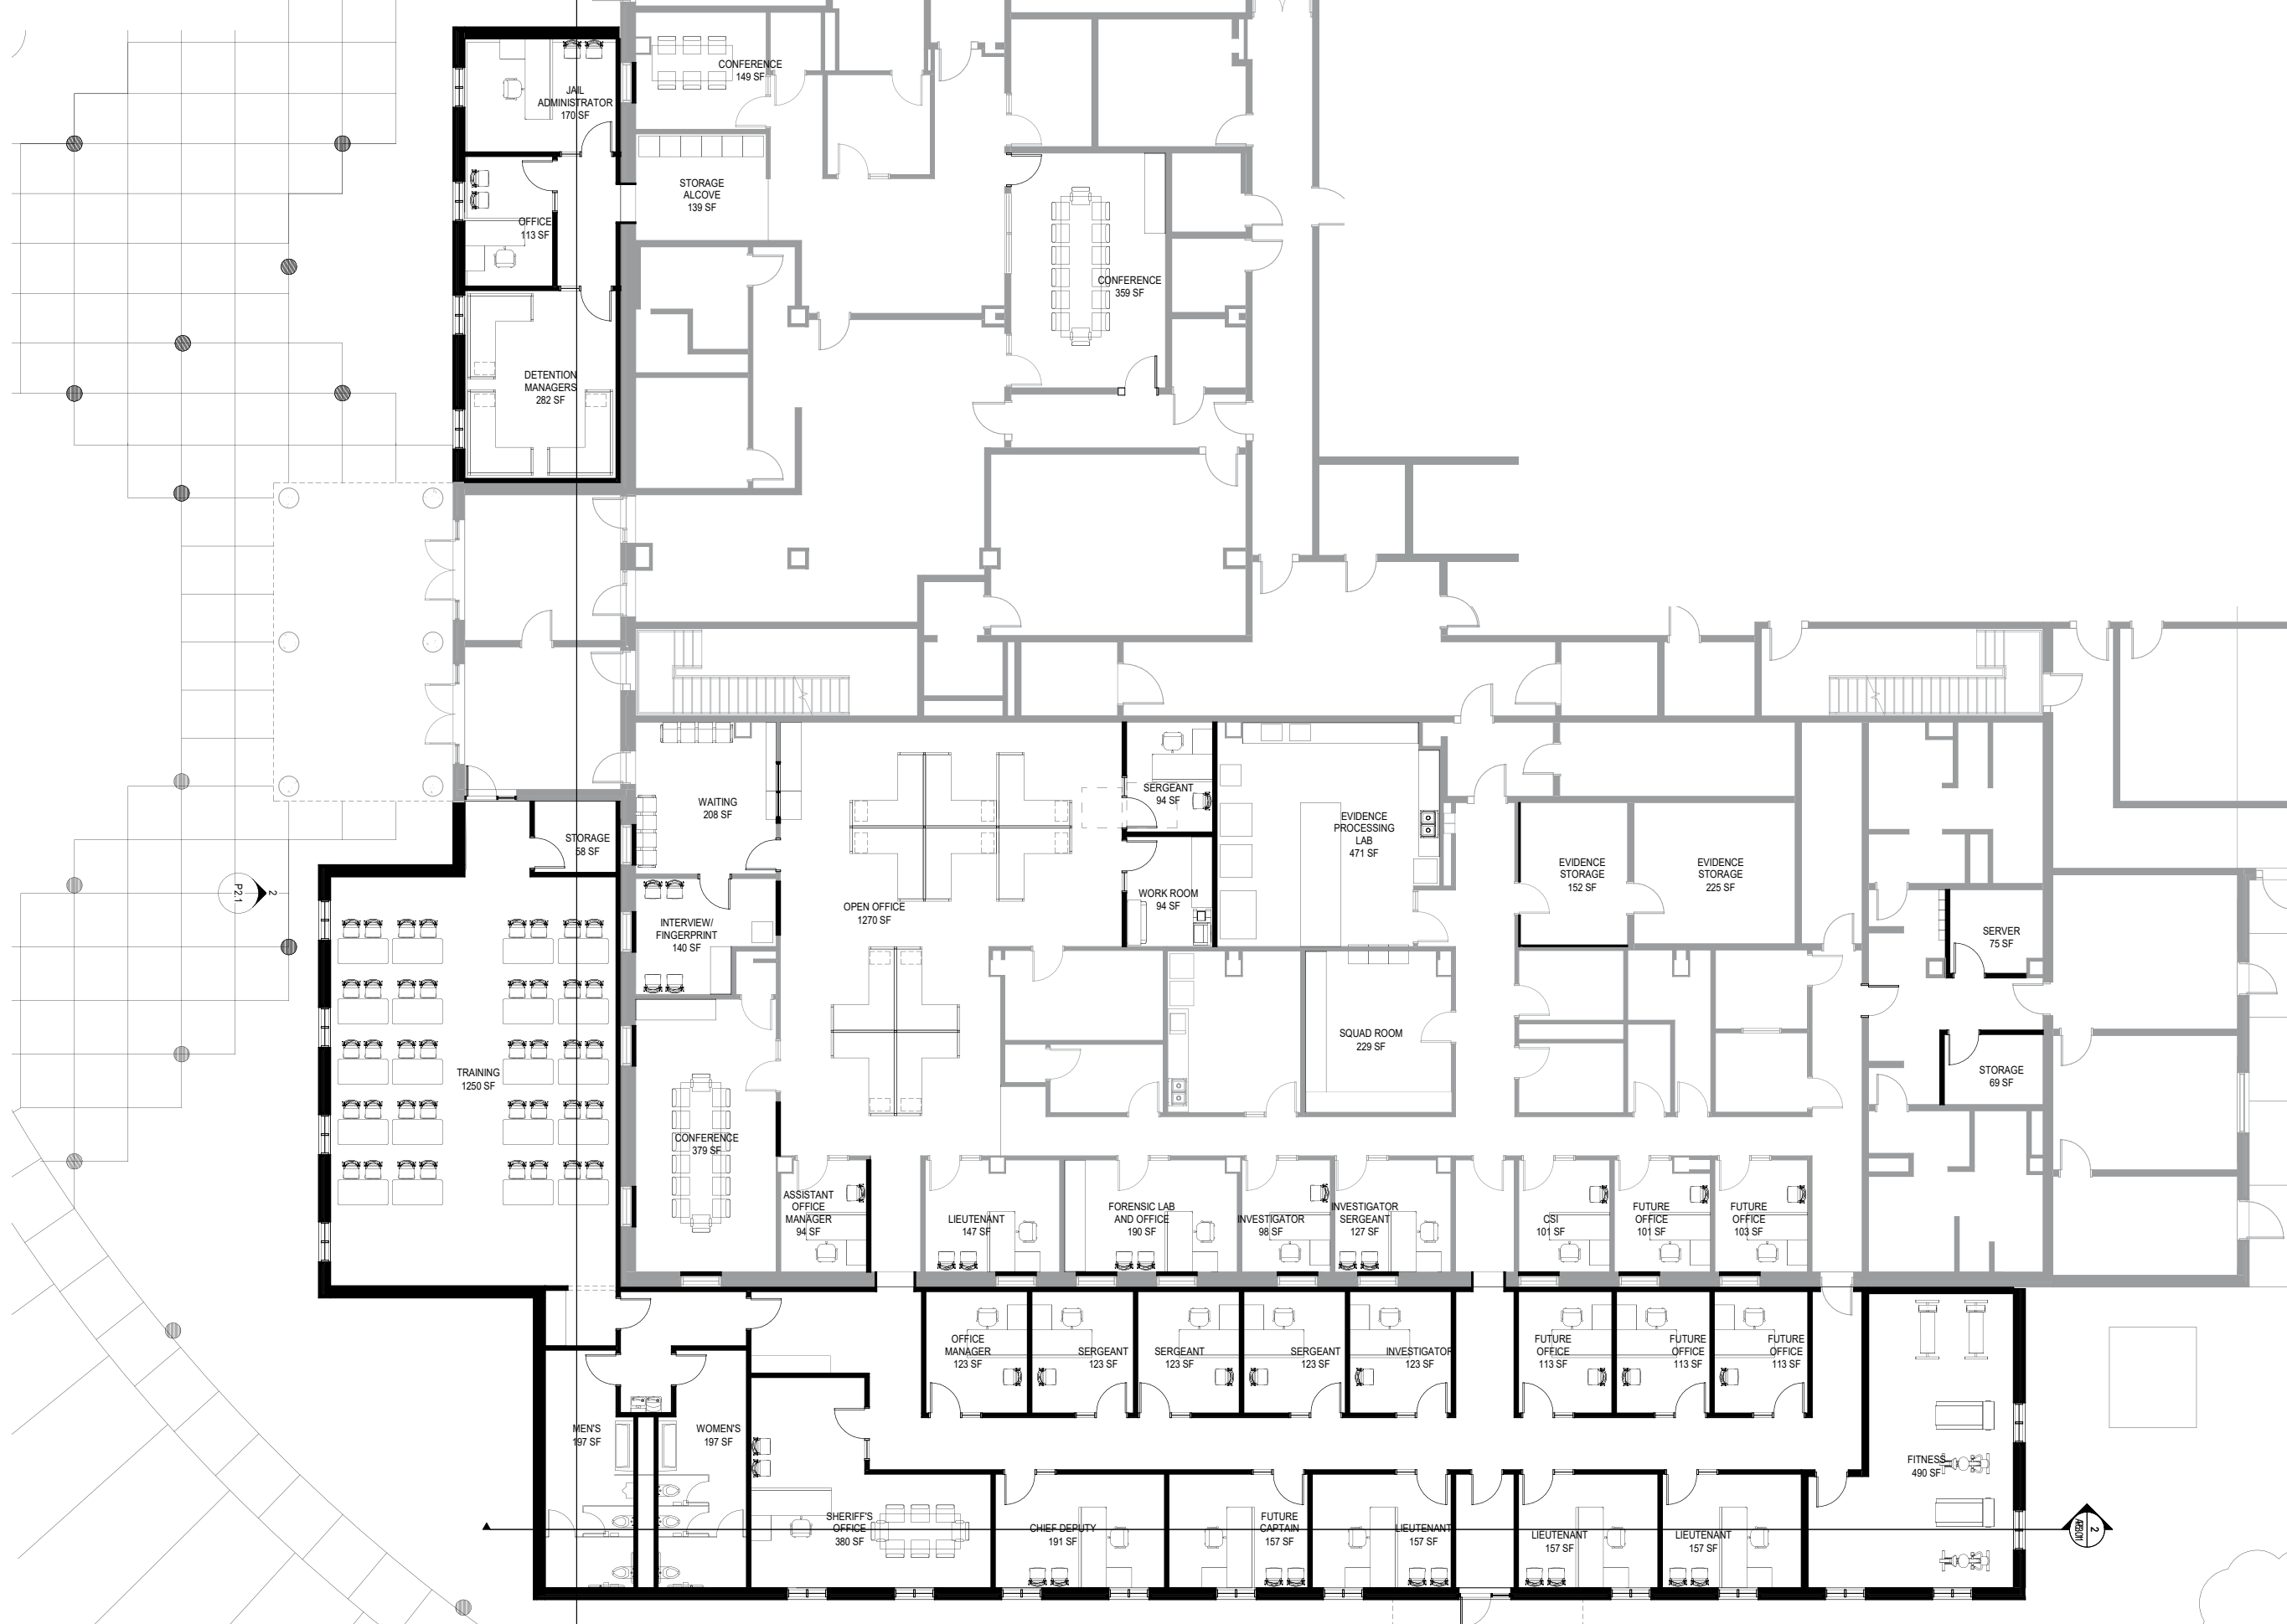 CONFERENCE
149 SF
JAIL
ADMINISTRATOR
170 SF
STORAGE
ALCOVE
139 SF
OFFICE
113 SF
CONFERENCE
359 SF
DETENTION
MANAGERS
282 SF
WAITING
208 SF
SERGEANT
94 SF
STORAGE
58 SF
EVIDENCE
PROCESSING
LAB
471 SF
EVIDENCE
STORAGE
152 SF
EVIDENCE
STORAGE
225 SF
2
P2.1
OPEN OFFICE
1270 SF
WORK ROOM
94 SF
INTERVIEW/
FINGERPRINT
140 SF
SERVER
75 SF
SQUAD ROOM
229 SF
TRAINING
1250 SF
STORAGE
69 SF
CONFERENCE
379 SF
ASSISTANT
OFFICE
MANAGER
94 SF
LIEUTENANT
147 SF
FORENSIC LAB
AND OFFICE
190 SF
INVESTIGATOR
98 SF
INVESTIGATOR
SERGEANT
127 SF
CSI
101 SF
FUTURE
OFFICE
101 SF
FUTURE
OFFICE
103 SF
OFFICE
MANAGER
123 SF
SERGEANT
123 SF
SERGEANT
123 SF
SERGEANT
123 SF
INVESTIGATOR
123 SF
FUTURE
OFFICE
113 SF
FUTURE
OFFICE
113 SF
FUTURE
OFFICE
113 SF
MEN'S
197 SF
WOMEN'S
197 SF
FITNESS
490 SF
SHERIFF'S
OFFICE
380 SF
CHIEF DEPUTY
191 SF
FUTURE
CAPTAIN
157 SF
LIEUTENANT
157 SF
LIEUTENANT
157 SF
LIEUTENANT
157 SF
2